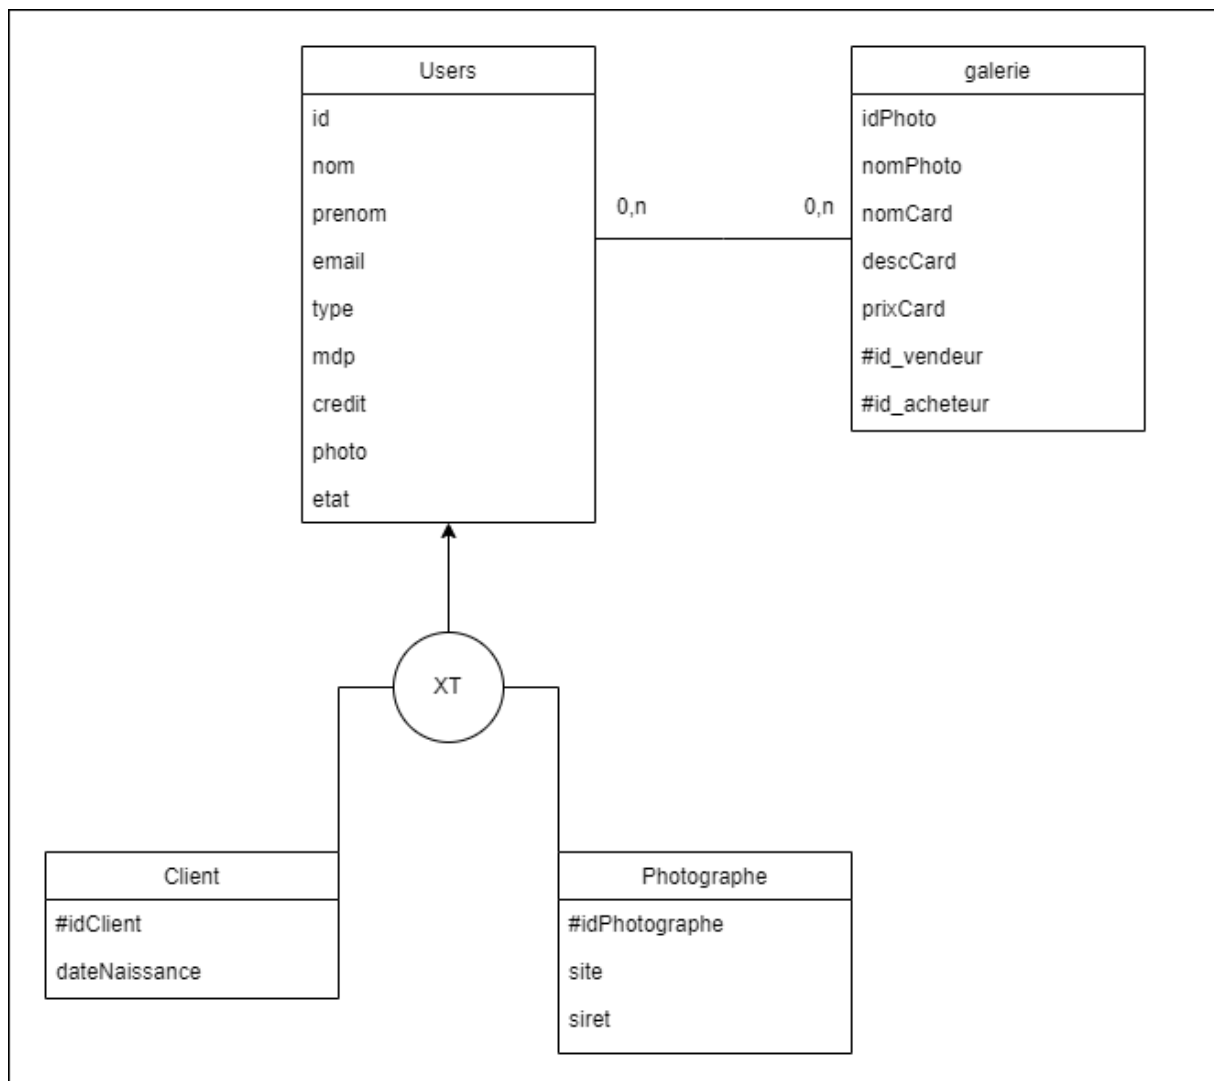 Users
id
nom
prenom
email
type
mdp
credit
photo
etat
0,n
0,n
galerie
idPhoto
nomPhoto
nomCard
descCard
prixCard
#id_vendeur
#id_acheteur
XT
Client
#idClient
dateNaissance
Photographe
#idPhotographe
site
siret